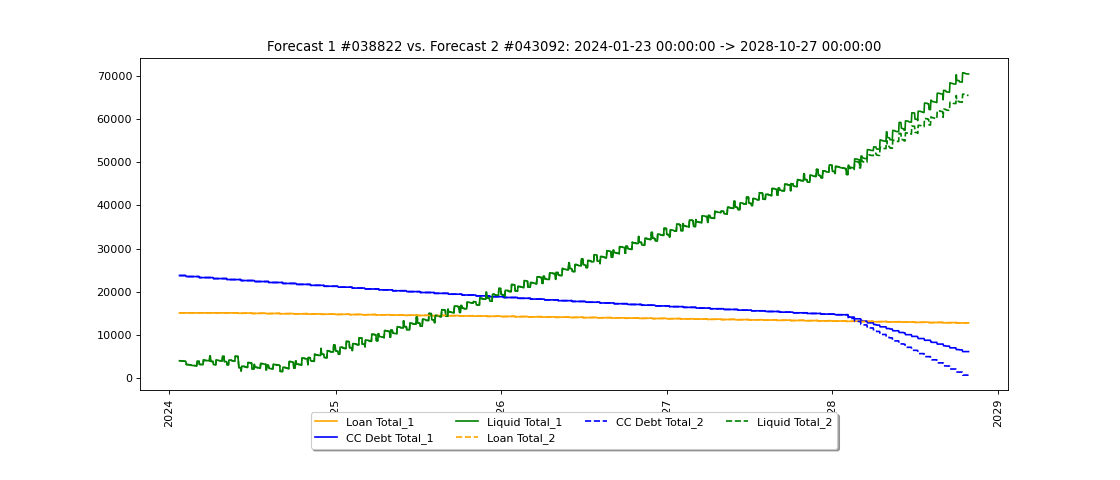 Forecast 1 #038822 vs. Forecast 2 #043092: 2024-01-23 00:00:00 -> 2028-10-27 00:00:00
70000
60000
50000
40000
30000
20000
10000
0
2024
25
26
27
28
2029
Loan Total_1
Liquid Total_1
CC Debt Total_2
Liquid Total_2
CC Debt Total_1
Loan Total_2